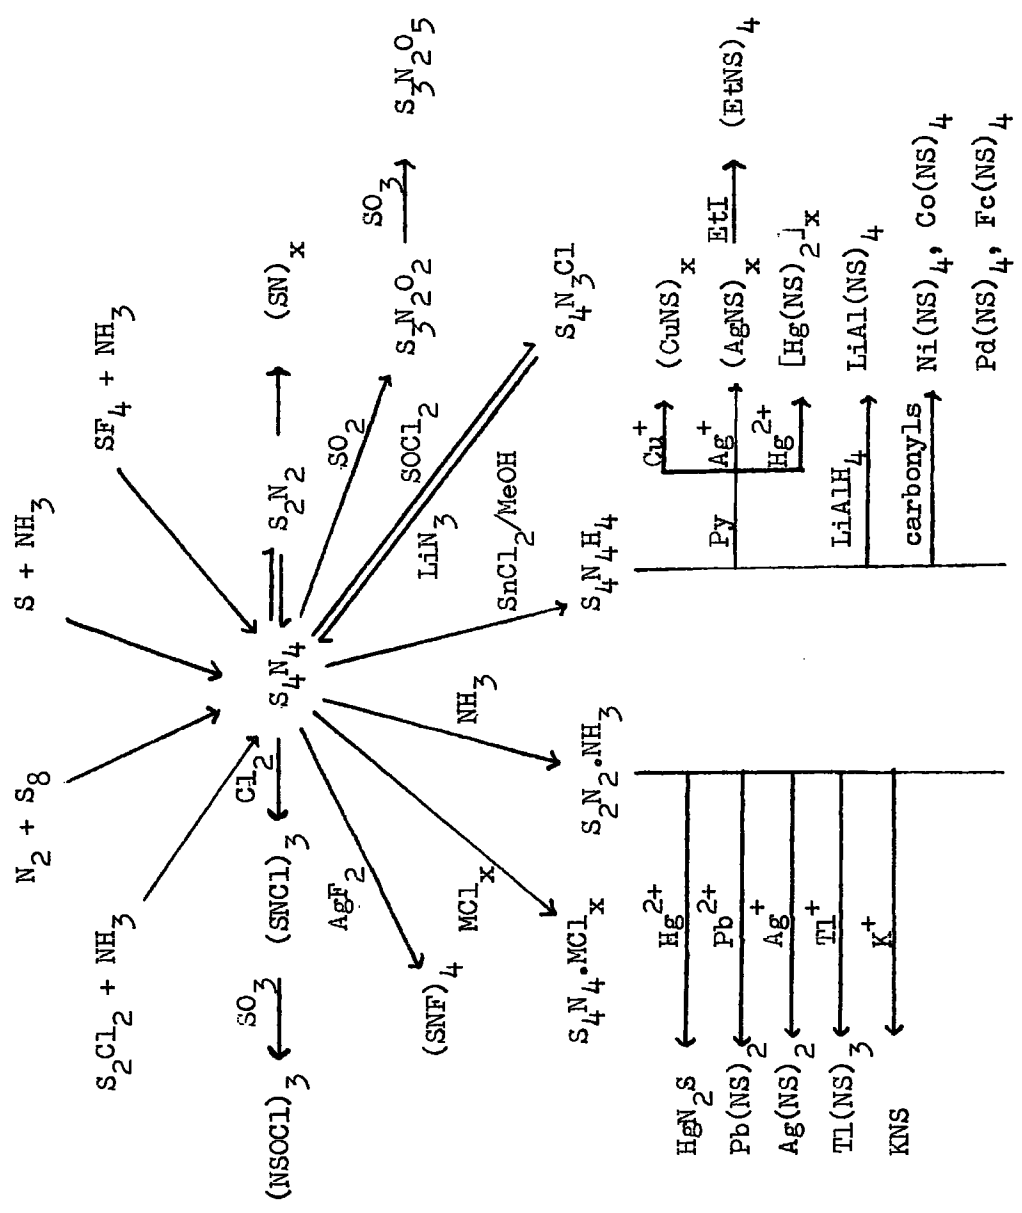 N2 + S8
S + NH3
S2Cl2 + NH3
SF4 + NH3
(NSOCl)3
SO3
(SNCl)3
Cl2
S4N4
S2N2
(SN)x
AgF2
(SNF)4
MClx
S4N4•MClx
NH3
S2N2•NH3
SnCl2/MeOH
S4N4H4
LiN3
SOCl2
S4N3Cl
SO2
S3N2O2
SO3
S3N2O5
HgN2S
Hg2+
Pb(NS)2
Pb2+
Ag(NS)2
Ag+
Tl(NS)3
Tl+
KNS
K+
Py
Cu+
(CuNS)x
Ag+
(AgNS)x
EtI
(EtNS)4
Hg2+
[Hg(NS)2]x
LiAlH4
LiAl(NS)4
carbonyls
Ni(NS)4, Co(NS)4
Pd(NS)4, Fc(NS)4